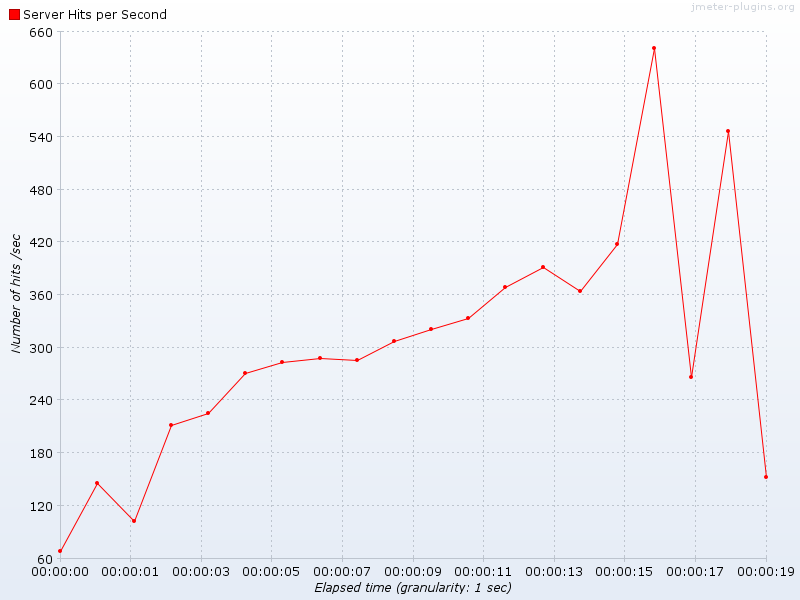 jmeter-plugins.org
Server Hits per Second
660
600
540
480
420
360
300
240
180
120
60
Number of hits /sec
00:00:00 00:00:01 00:00:03 00:00:05 00:00:07 00:00:09 00:00:11 00:00:13 00:00:15 00:00:17 00:00:19
Elapsed time (granularity: 1 sec)